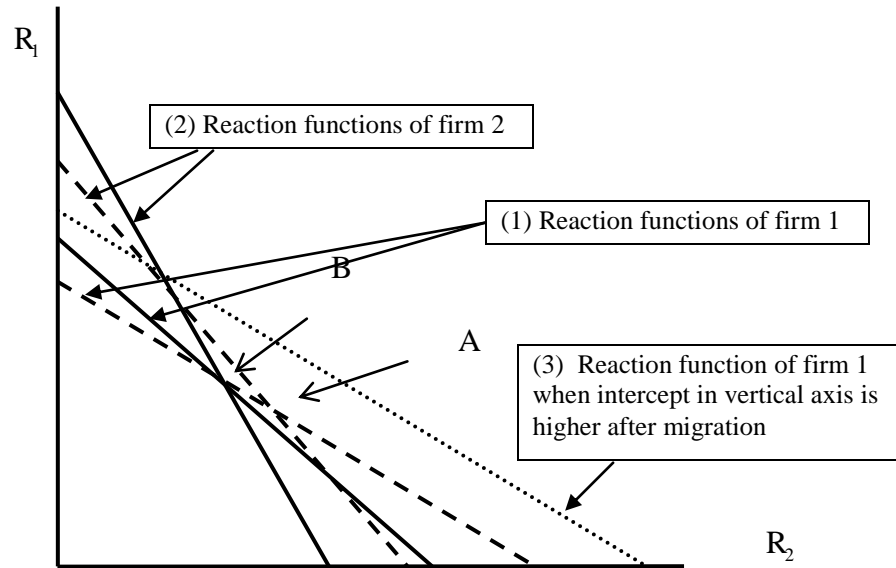 R₁
(2) Reaction functions of firm 2
(1) Reaction functions of firm 1
B
A
(3) Reaction function of firm 1
when intercept in vertical axis is
higher after migration
R₂